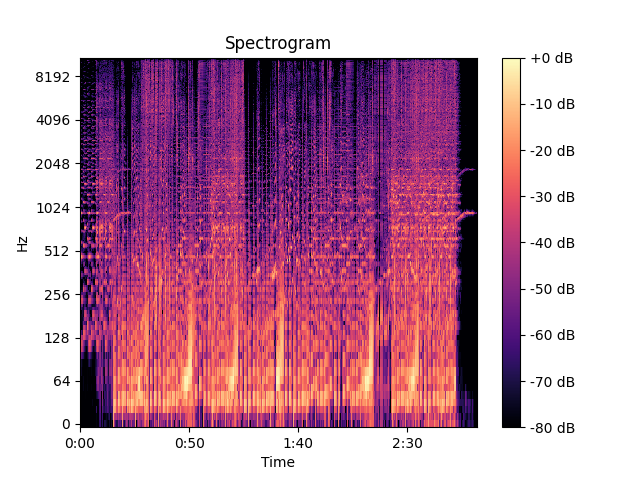 Spectrogram
8192
4096
2048
1024
512
256
128
64
0
Hz
0:00 0:50 1:40 2:30
Time
+0 dB
-10 dB
-20 dB
-30 dB
-40 dB
-50 dB
-60 dB
-70 dB
-80 dB